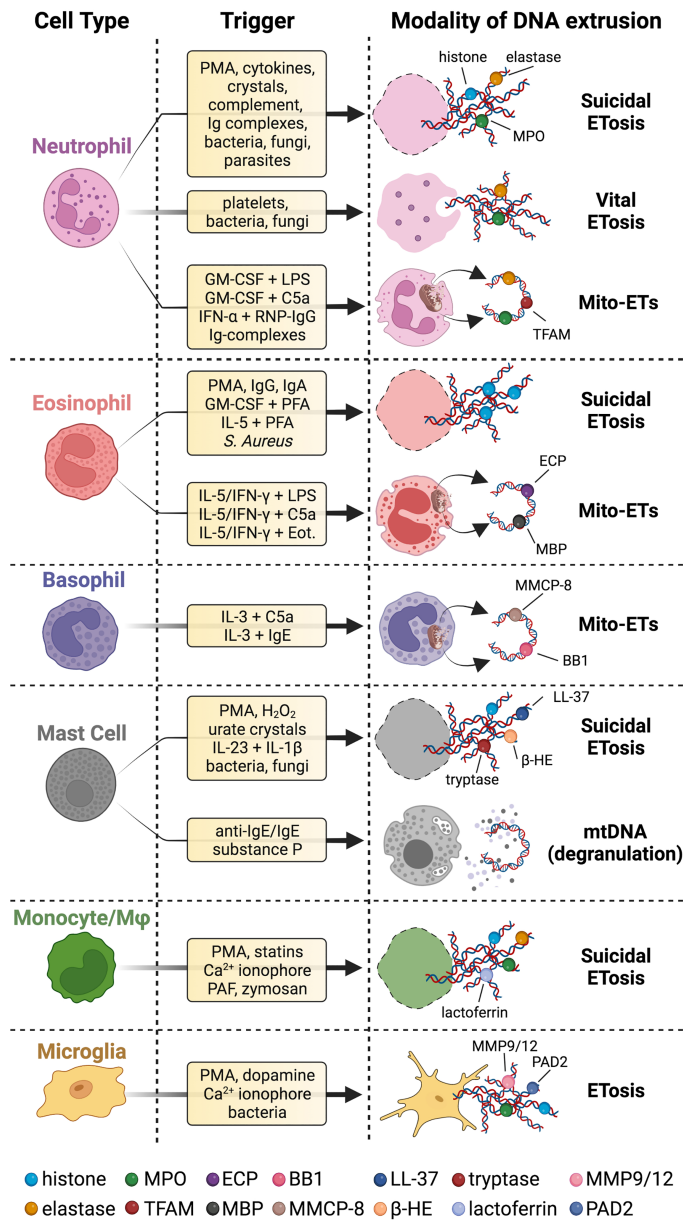 Cell Type
Trigger
Modality of DNA extrusion
Neutrophil
PMA, cytokines,
crystals,
complement,
Ig complexes,
bacteria, fungi,
parasites
histone
elastase
MPO
Suicidal
ETosis
platelets,
bacteria, fungi
Vital
ETosis
GM-CSF + LPS
GM-CSF + C5a
IFN-α + RNP-IgG
Ig-complexes
TFAM
Mito-ETs
Eosinophil
PMA, IgG, IgA
GM-CSF + PFA
IL-5 + PFA
S. Aureus
Suicidal
ETosis
IL-5/IFN-γ + LPS
IL-5/IFN-γ + C5a
IL-5/IFN-γ + Eot.
ECP
MBP
Mito-ETs
Basophil
IL-3 + C5a
IL-3 + IgE
MMCP-8
BB1
Mito-ETs
Mast Cell
PMA, H₂O₂
urate crystals
IL-23 + IL-1β
bacteria, fungi
LL-37
β-HE
tryptase
Suicidal
ETosis
anti-IgE/IgE
substance P
mtDNA
(degranulation)
Monocyte/Mφ
PMA, statins
Ca²⁺ ionophore
PAF, zymosan
lactoferrin
Suicidal
ETosis
Microglia
PMA, dopamine
Ca²⁺ ionophore
bacteria
MMP9/12
PAD2
ETosis
histone MPO ECP BB1 LL-37 tryptase MMP9/12
elastase TFAM MBP MMCP-8 β-HE lactoferrin PAD2